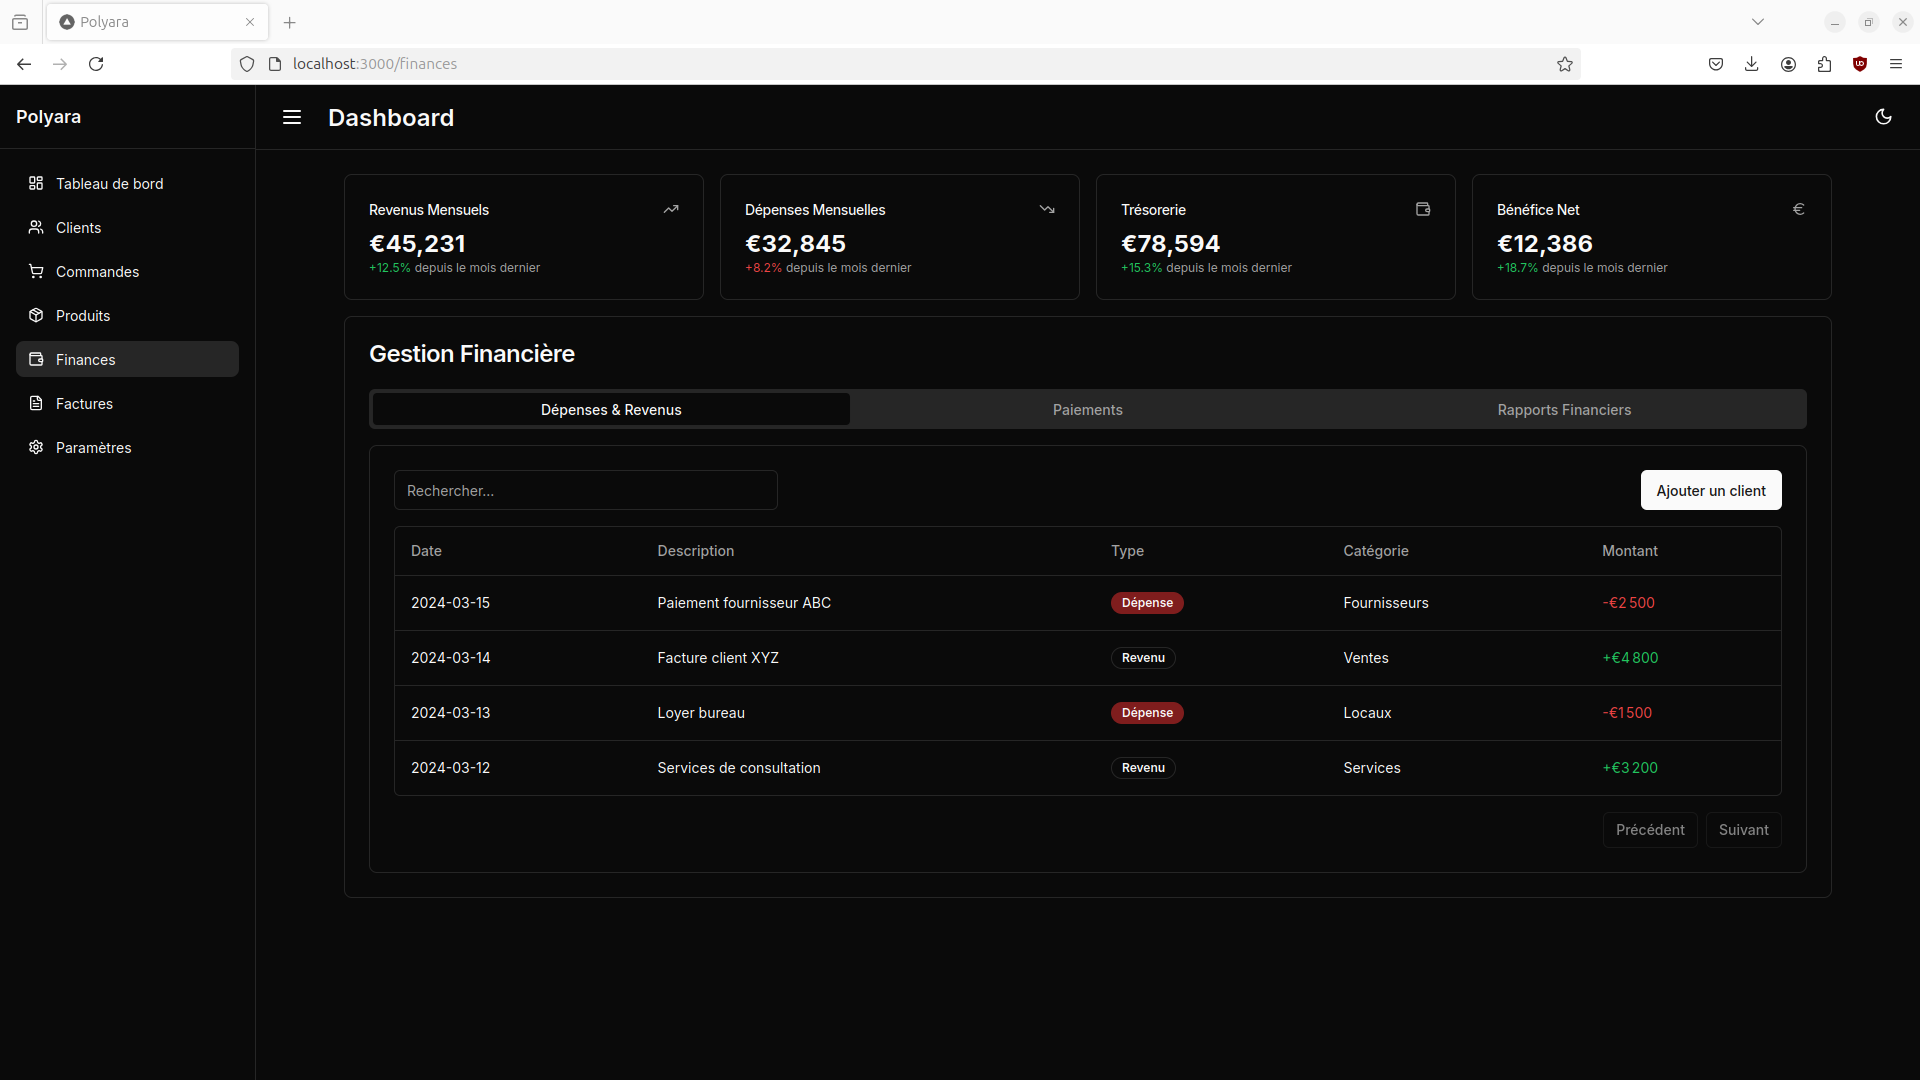 Polyara
localhost:3000/finances
Polyara
Dashboard
Tableau de bord
Clients
Commandes
Produits
Finances
Factures
Paramètres
Revenus Mensuels
€45,231
+12.5% depuis le mois dernier
Dépenses Mensuelles
€32,845
+8.2% depuis le mois dernier
Trésorerie
€78,594
+15.3% depuis le mois dernier
Bénéfice Net
€
€12,386
+18.7% depuis le mois dernier
Gestion Financière
Dépenses & Revenus Paiements Rapports Financiers
Rechercher...
Ajouter un client
Date Description Type Catégorie Montant
2024-03-15 Paiement fournisseur ABC Dépense Fournisseurs -€2 500
2024-03-14 Facture client XYZ Revenu Ventes +€4 800
2024-03-13 Loyer bureau Dépense Locaux -€1 500
2024-03-12 Services de consultation Revenu Services +€3 200
Précédent Suivant